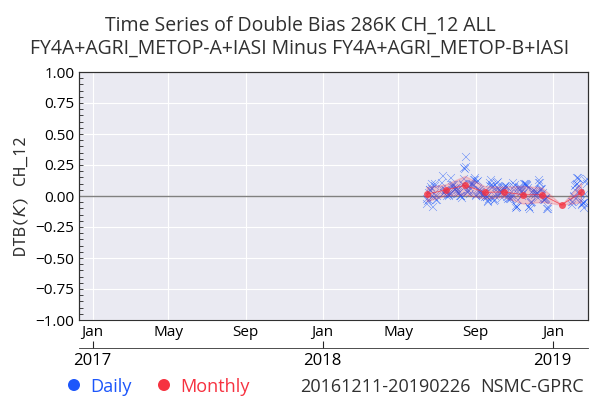 Time Series of Double Bias 286K CH_12 ALL
FY4A+AGRI_METOP-A+IASI Minus FY4A+AGRI_METOP-B+IASI
DTB(K) CH_12
1.00
0.75
0.50
0.25
0.00
−0.25
−0.50
−0.75
−1.00
Jan May Sep Jan May Sep Jan
2017 2018 2019
Daily Monthly 20161211-20190226 NSMC-GPRC